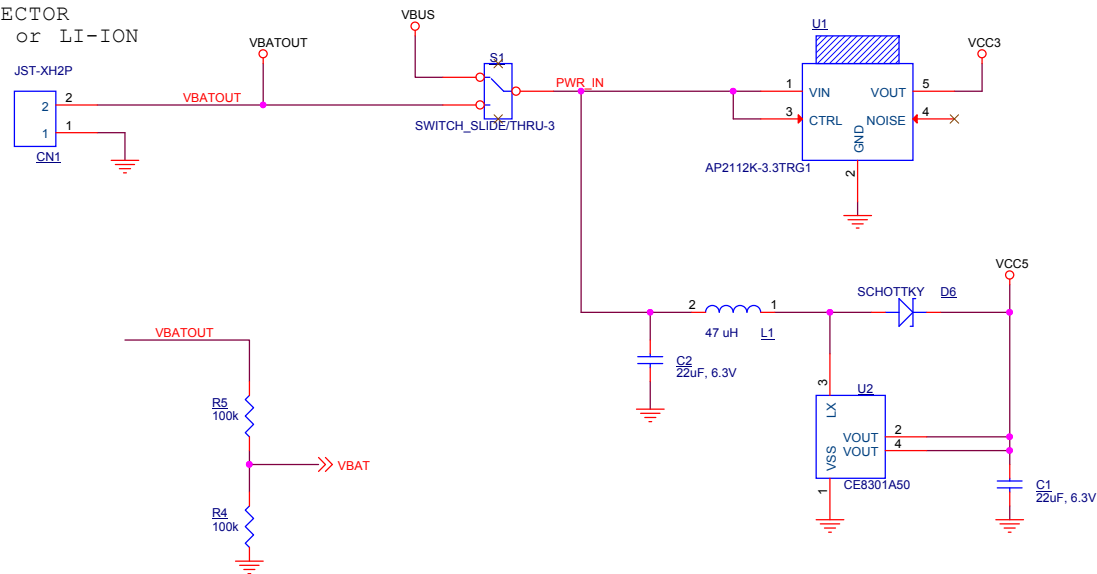 ECTOR
or LI-ION
JST-XH2P
2
2
1
1
CN1
VBATOUT
VBATOUT
VBUS
S1
SWITCH_SLIDE/THRU-3
PWR_IN
U1
1
VIN
VOUT
5
3
CTRL
NOISE
4
GND
2
AP2112K-3.3TRG1
VCC3
VCC5
SCHOTTKY
D6
2
1
47 uH
L1
C2
22uF, 6.3V
3
U2
LX
VOUT
2
VOUT
4
VSS
1
CE8301A50
C1
22uF, 6.3V
VBATOUT
R5
100k
VBAT
R4
100k